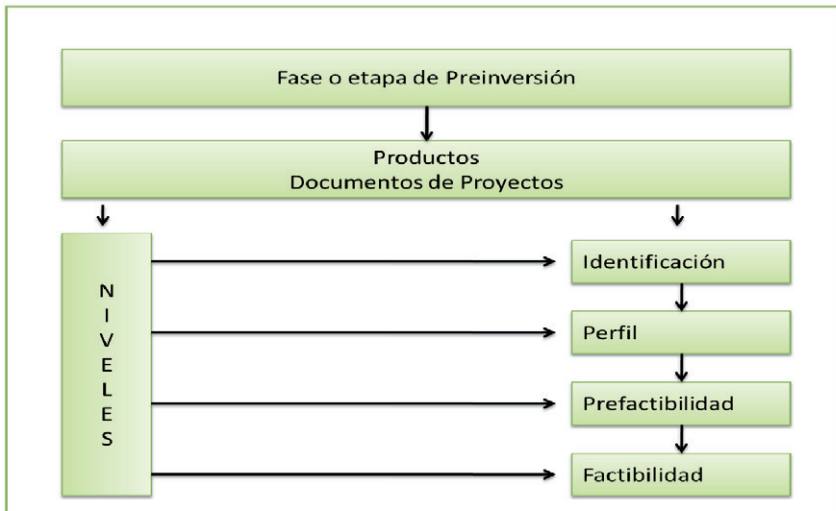 Fase o etapa de Preinversión
Productos
Documentos de Proyectos
N
I
V
E
L
E
S
Identificación
Perfil
Prefactibilidad
Factibilidad